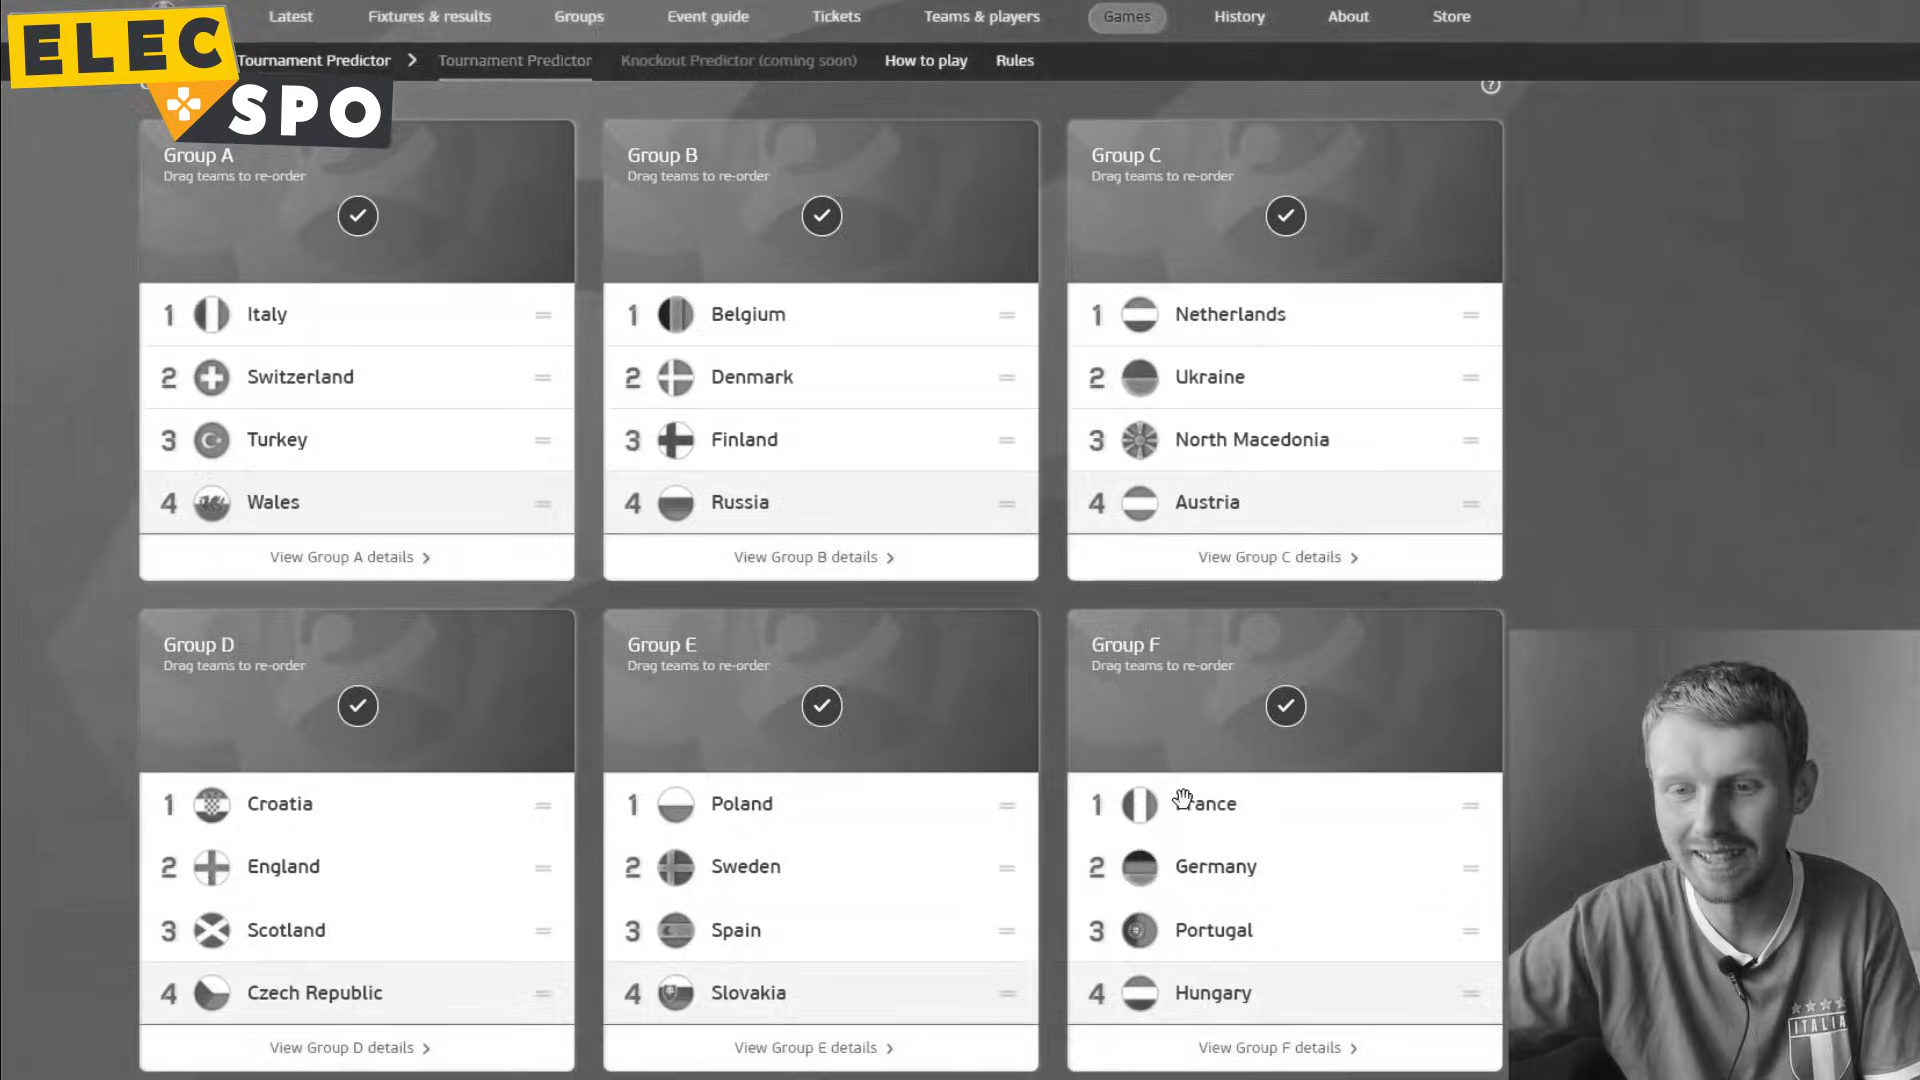 ELEC
SPO
Latest Fixtures & results Groups Event guide Tickets Teams & players Games History About Store
Tournament Predictor Tournament Predictor Knockout Predictor (coming soon) How to play Rules
?
Group A
Drag teams to re-order
1 Italy
2 Switzerland
3 Turkey
4 Wales
View Group A details
Group B
Drag teams to re-order
1 Belgium
2 Denmark
3 Finland
4 Russia
View Group B details
Group C
Drag teams to re-order
1 Netherlands
2 Ukraine
3 North Macedonia
4 Austria
View Group C details
Group D
Drag teams to re-order
1 Croatia
2 England
3 Scotland
4 Czech Republic
View Group D details
Group E
Drag teams to re-order
1 Poland
2 Sweden
3 Spain
4 Slovakia
View Group E details
Group F
Drag teams to re-order
1 France
2 Germany
3 Portugal
4 Hungary
View Group F details
ITALIA